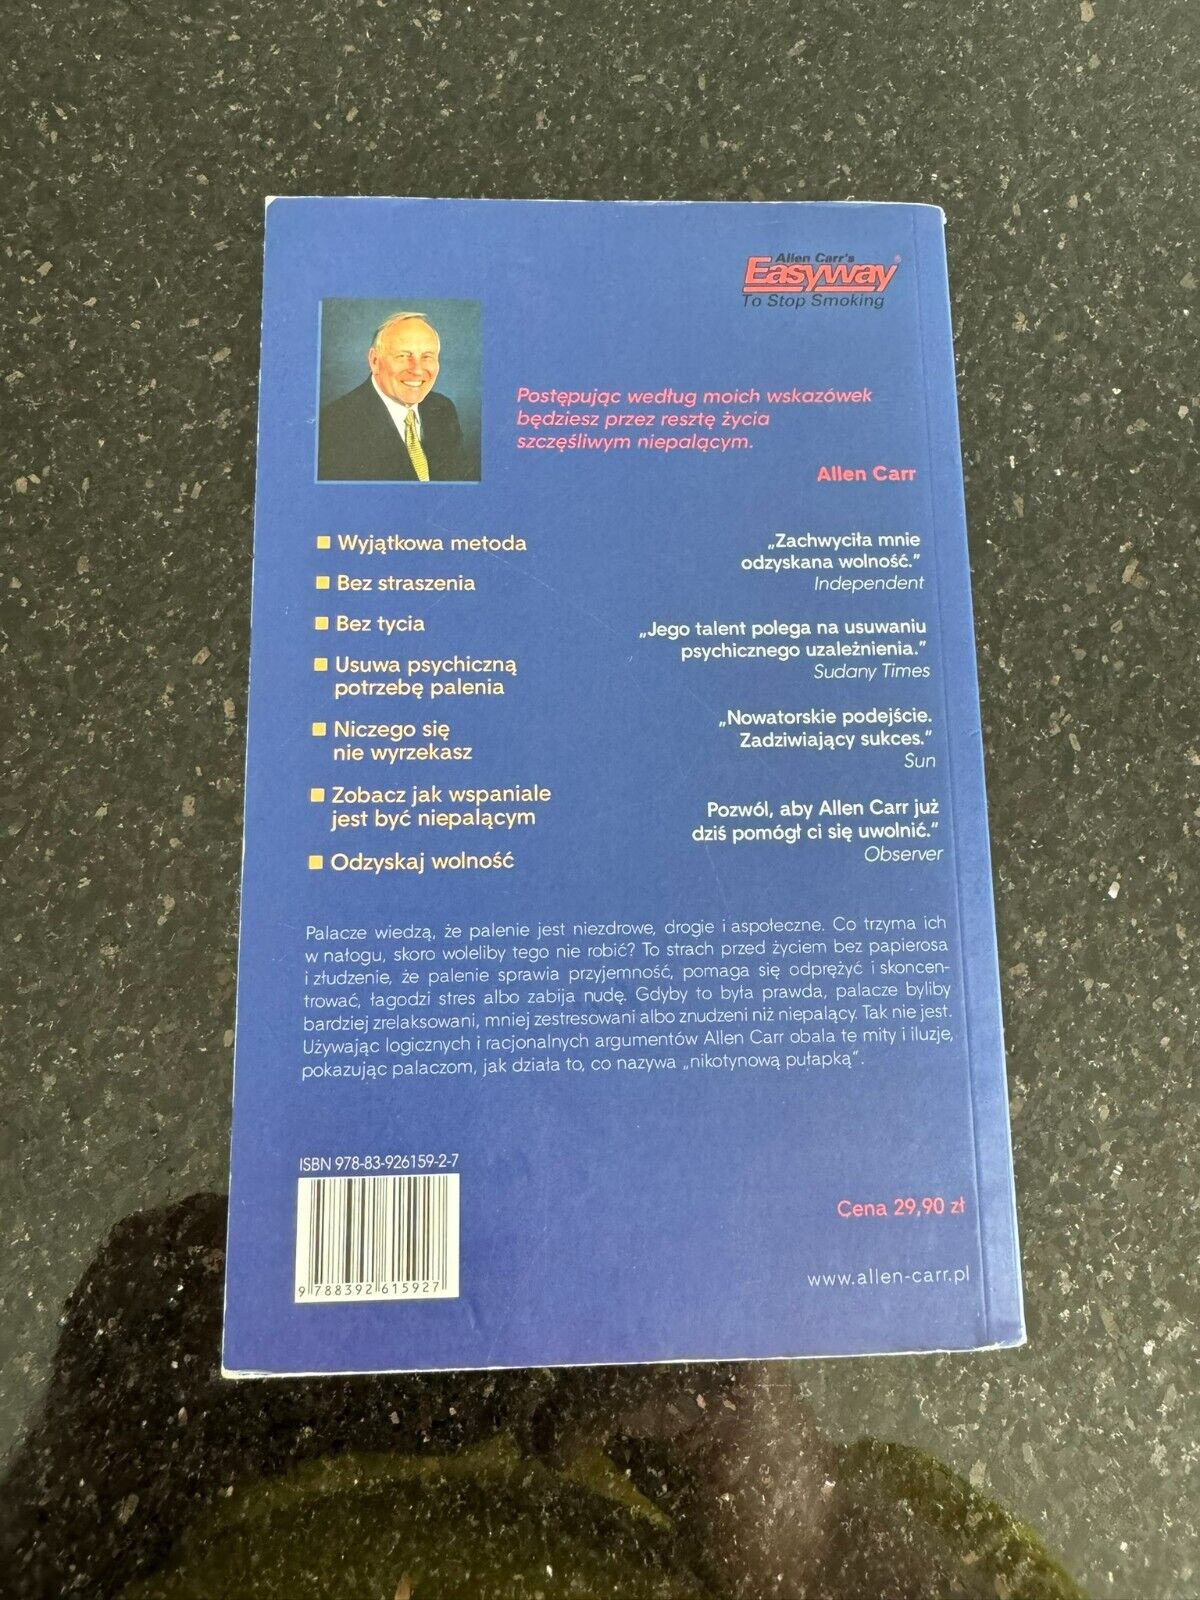 Allen Carr's
Easyway®
To Stop Smoking
Postępując według moich wskazówek
będziesz przez resztę życia
szczęśliwym niepalącym.
Allen Carr
Wyjątkowa metoda
Bez straszenia
Bez tycia
Usuwa psychiczną
potrzebę palenia
Niczego się
nie wyrzekasz
Zobacz jak wspaniale
jest być niepalącym
Odzyskaj wolność
„Zachwyciła mnie
odzyskana wolność.”
Independent
„Jego talent polega na usuwaniu
psychicznego uzależnienia.”
Sudany Times
„Nowatorskie podejście.
Zadziwiający sukces.”
Sun
Pozwól, aby Allen Carr już
dziś pomógł ci się uwolnić.”
Observer
Palacze wiedzą, że palenie jest niezdrowe, drogie i aspołeczne. Co trzyma ich
w nałogu, skoro woleliby tego nie robić? To strach przed życiem bez papierosa
i złudzenie, że palenie sprawia przyjemność, pomaga się odprężyć i skoncen-
trować, łagodzi stres albo zabija nudę. Gdyby to była prawda, palacze byliby
bardziej zrelaksowani, mniej zestresowani albo znudzeni niż niepalący. Tak nie jest.
Używając logicznych i racjonalnych argumentów Allen Carr obala te mity i iluzje,
pokazując palaczom, jak działa to, co nazywa „nikotynową pułapką”.
ISBN 978-83-926159-2-7
9 788392 615927
Cena 29,90 zł
www.allen-carr.pl